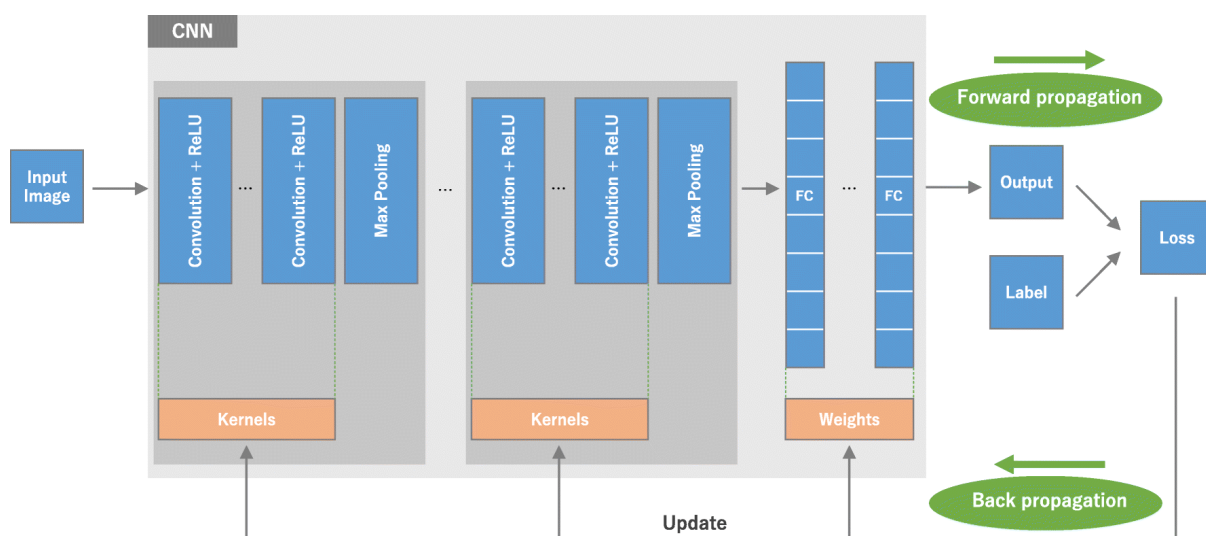 CNN
Forward propagation
Input
Image
Convolution + ReLU
...
Convolution + ReLU
Max Pooling
...
Convolution + ReLU
...
Convolution + ReLU
Max Pooling
FC
...
FC
Output
Label
Loss
Kernels
Kernels
Weights
Back propagation
Update